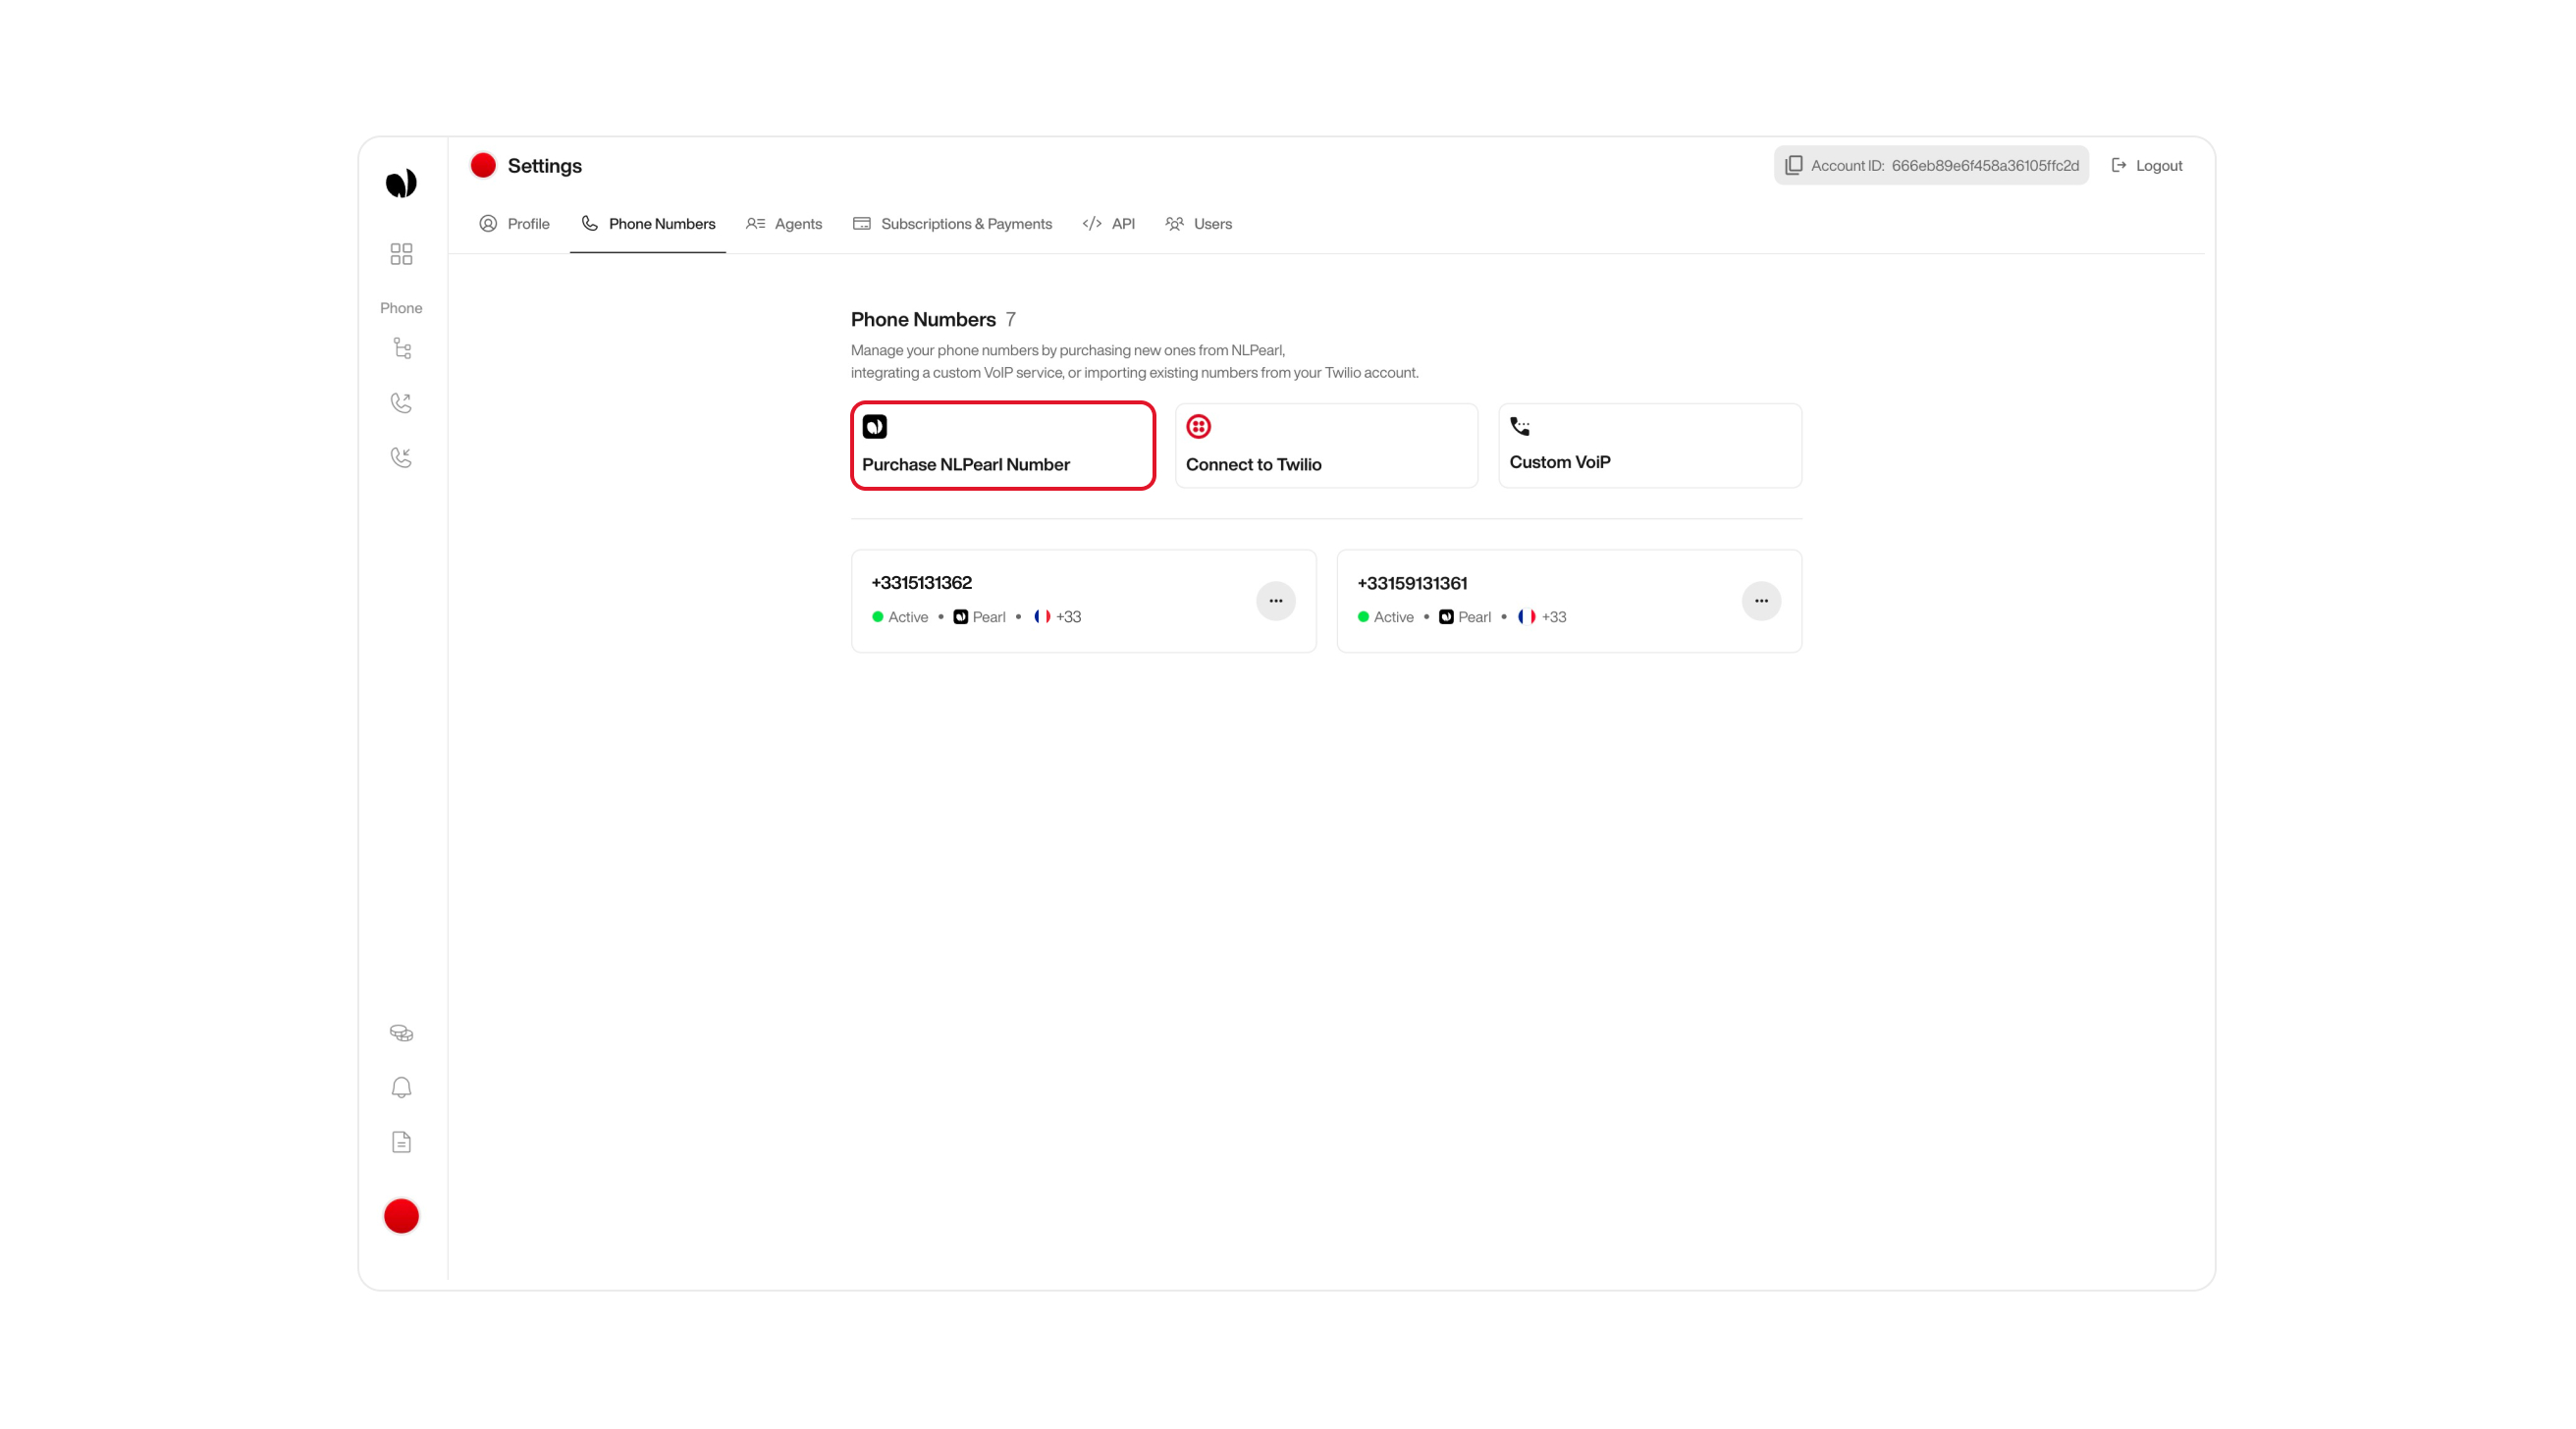 Settings
Account ID: 666eb89e6f458a36105ffc2d
Logout
Profile
Phone Numbers
Agents
Subscriptions & Payments
</> API
Users
Phone
Phone Numbers 7
Manage your phone numbers by purchasing new ones from NLPearl,
integrating a custom VoIP service, or importing existing numbers from your Twilio account.
Purchase NLPearl Number
Connect to Twilio
Custom VoiP
+3315131362
Active • Pearl • +33
+33159131361
Active • Pearl • +33